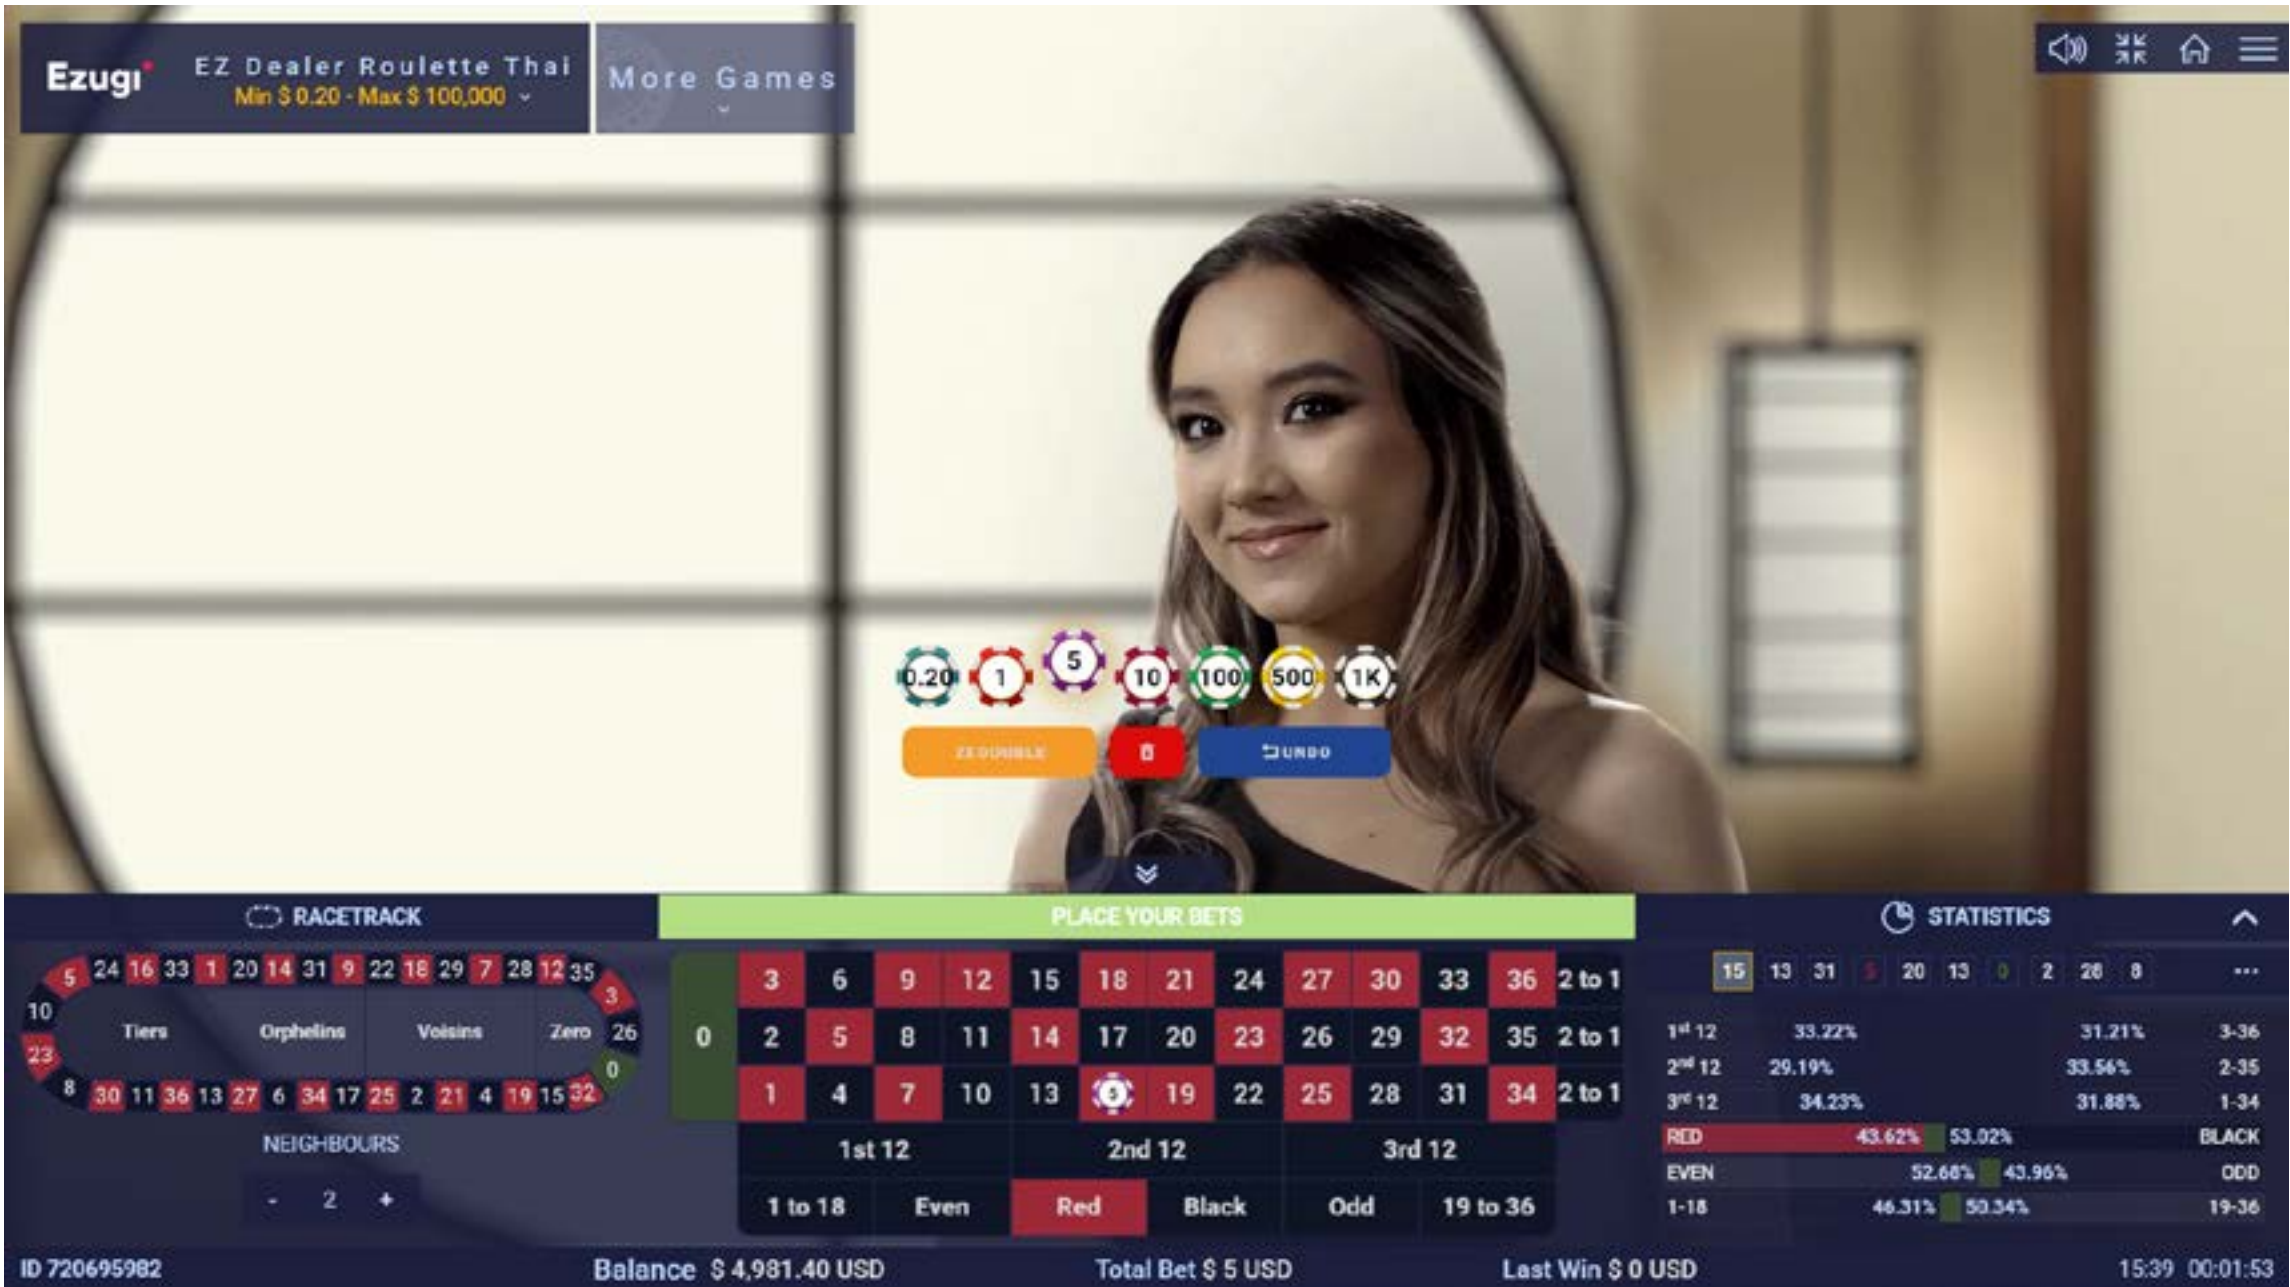 Ezugi
EZ Dealer Roulette Thai
Min $ 0.20 - Max $ 100,000
More Games
0.20 1 5 10 100 500 1K
UNDO
RACETRACK
PLACE YOUR BETS
STATISTICS
5 24 16 33 1 20 14 31 9 22 18 29 7 28 12 35 3
10 Tiers Orphelins Voisins Zero 26
23 0
8 30 11 36 13 27 6 34 17 25 2 21 4 19 15 32
NEIGHBOURS
- 2 +
3 6 9 12 15 18 21 24 27 30 33 36 2 to 1
0 2 5 8 11 14 17 20 23 26 29 32 35 2 to 1
1 4 7 10 13 5 19 22 25 28 31 34 2 to 1
1st 12 2nd 12 3rd 12
1 to 18 Even Red Black Odd 19 to 36
15 13 31 5 20 13 0 2 28 8 ...
1st 12 33.22% 31.21% 3-36
2nd 12 29.19% 33.56% 2-35
3rd 12 34.23% 31.88% 1-34
RED 43.62% 53.02% BLACK
EVEN 52.68% 43.96% ODD
1-18 46.31% 50.34% 19-36
ID 720695982
Balance $ 4,981.40 USD
Total Bet $ 5 USD
Last Win $ 0 USD
15:39 00:01:53